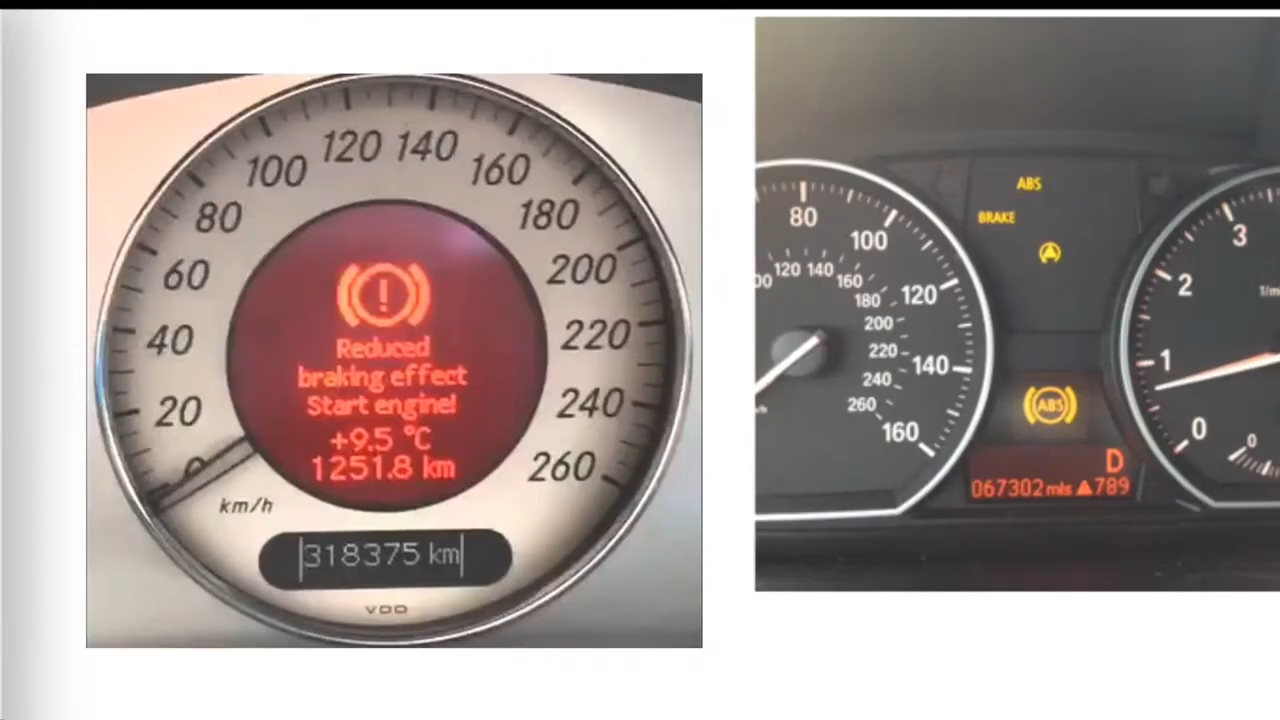 120 140
100 160
80 180
60 200
40 220
20 240
0 260
km/h
Reduced
braking effect
Start engine!
+9.5 °C
1251.8 km
318375 km
VDO
ABS
BRAKE
80
100
120
140
160
120 140
160
180
200
220
240
260
ABS
D
067302 mls ▲789
3
2
1
0
0